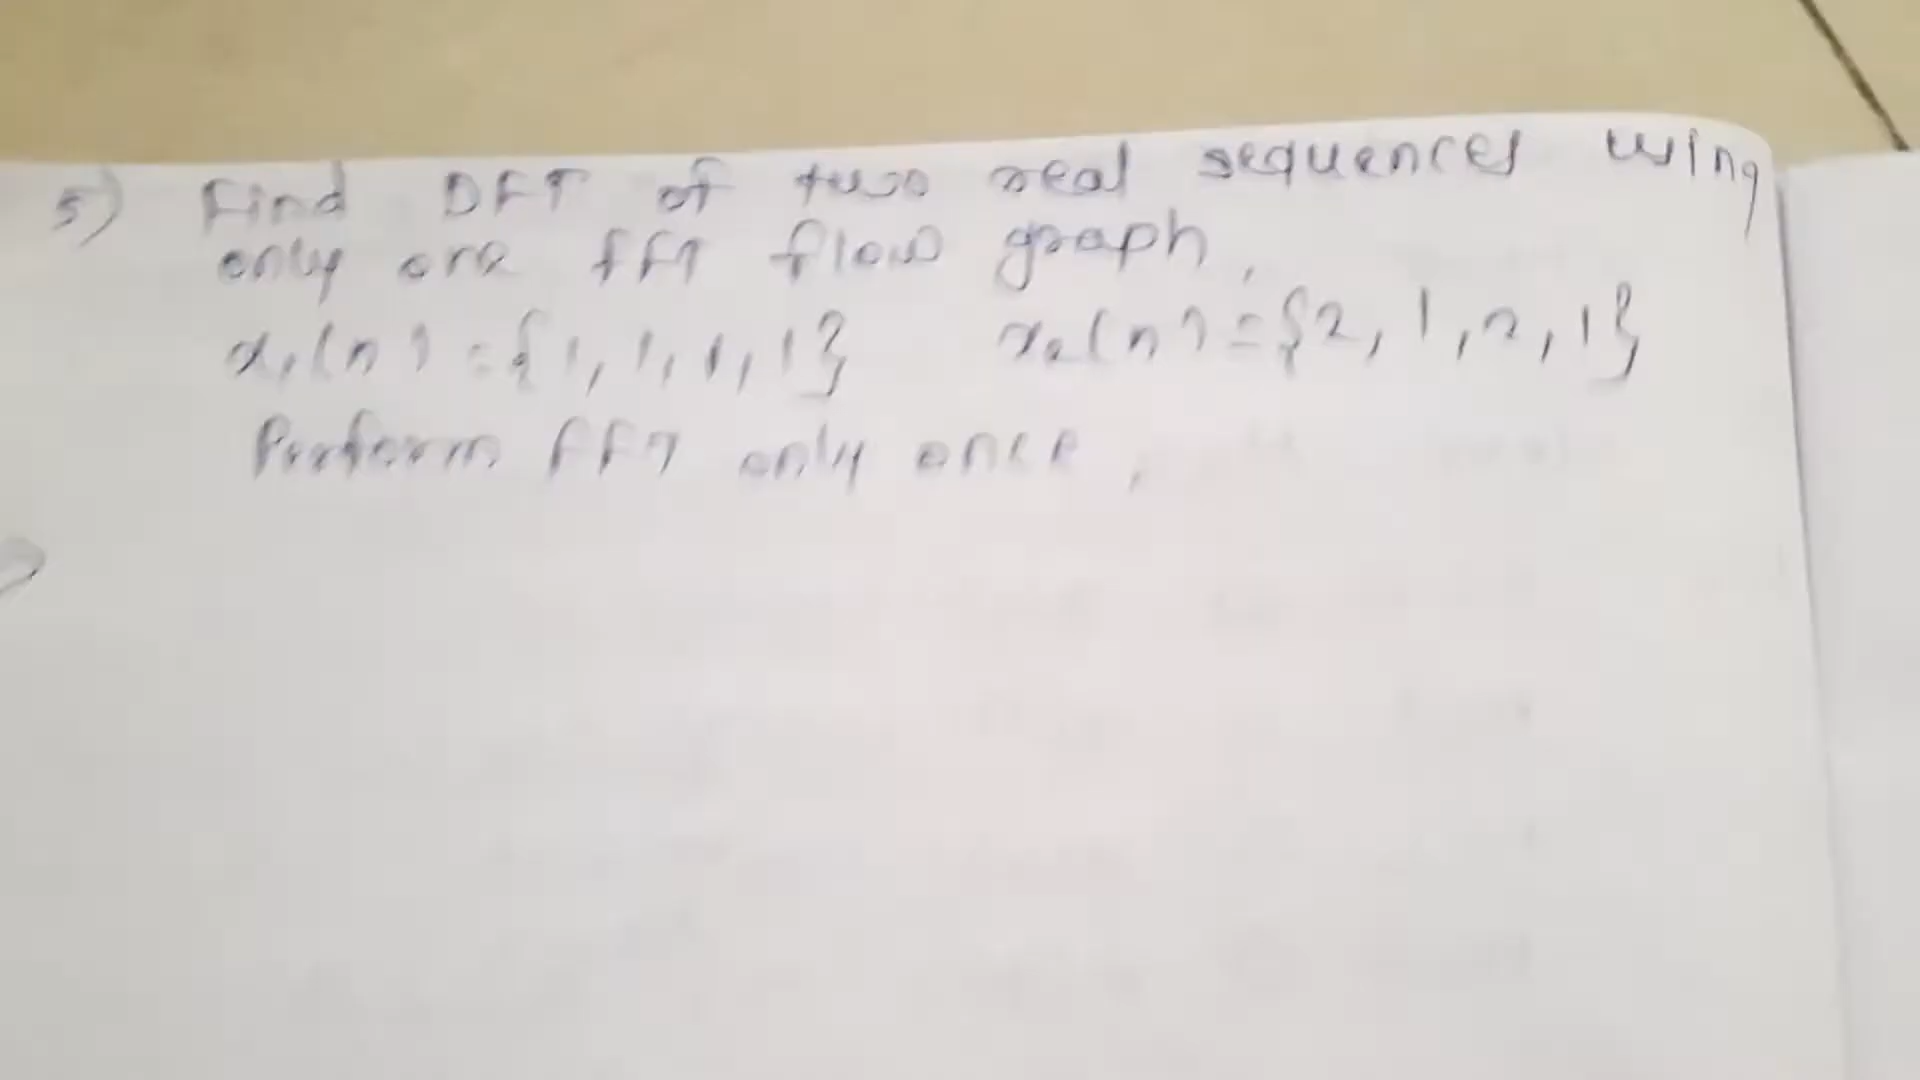 5) Find DFT of two real sequences using
only one FFT flow graph,
x₁(n) = {1, 1, 1, 1} x₂(n) = {2, 1, 2, 1}
Perform FFT only once,